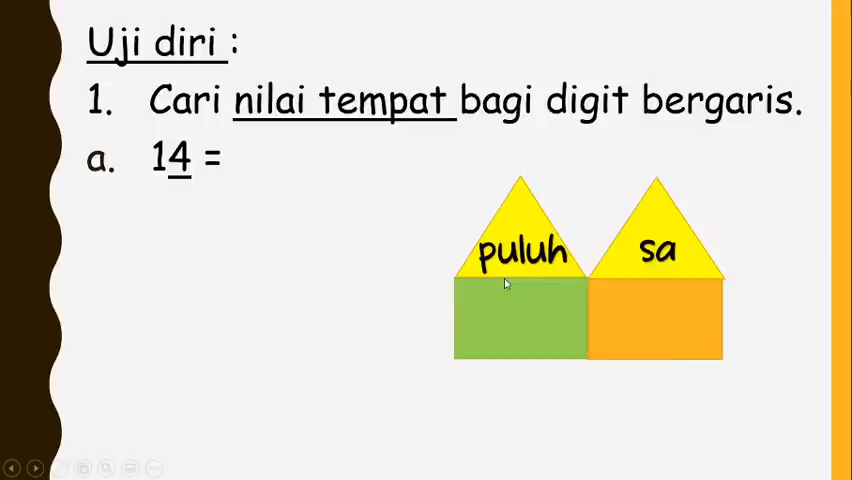 Uji diri :
1. Cari nilai tempat bagi digit bergaris.
a. 14 =
puluh sa